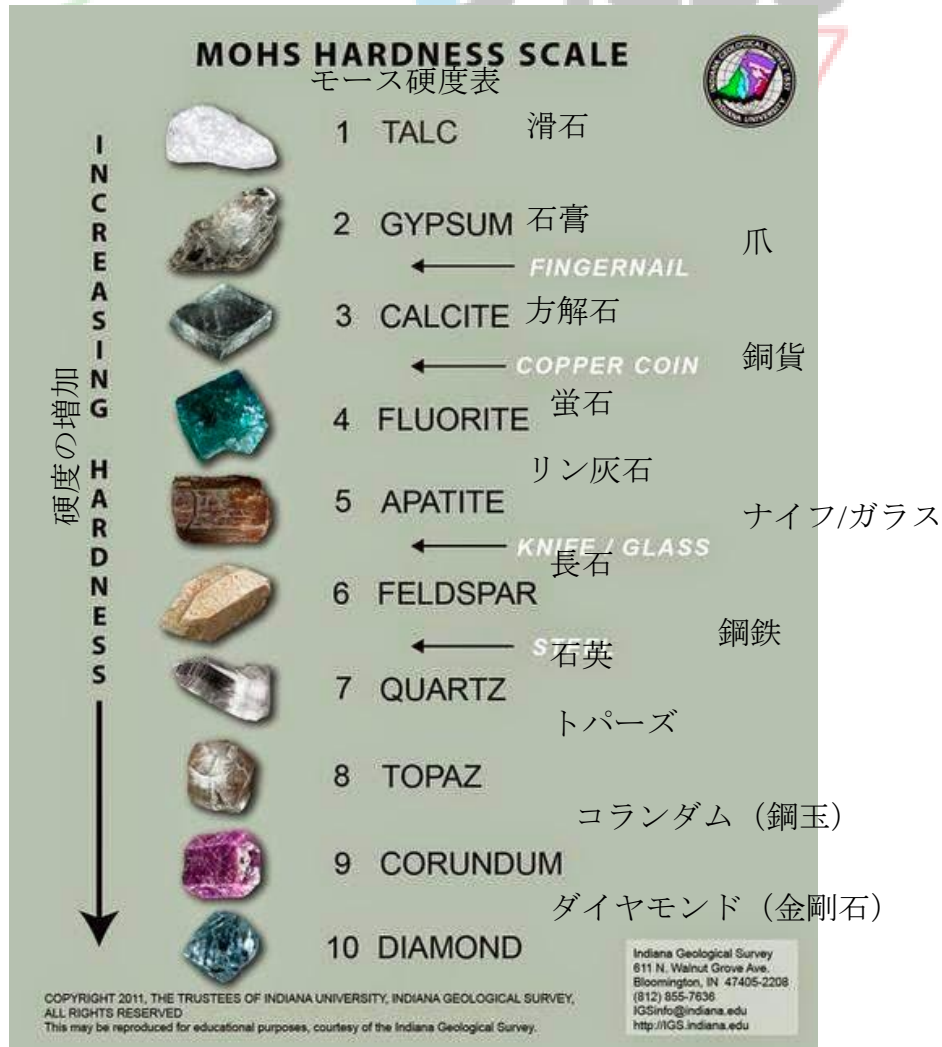 MOHS HARDNESS SCALE
モース硬度表
INDIANA GEOLOGICAL SURVEY 1837
INDIANA UNIVERSITY
INCREASING HARDNESS
硬度の増加
1 TALC 滑石
2 GYPSUM 石膏
爪
FINGERNAIL
3 CALCITE 方解石
COPPER COIN 銅貨
蛍石
4 FLUORITE
リン灰石
5 APATITE
ナイフ/ガラス
KNIFE / GLASS
長石
6 FELDSPAR
鋼鉄
STEEL
石英
7 QUARTZ
トパーズ
8 TOPAZ
コランダム（鋼玉）
9 CORUNDUM
ダイヤモンド（金剛石）
10 DIAMOND
Indiana Geological Survey
611 N. Walnut Grove Ave.
Bloomington, IN 47405-2208
(812) 855-7636
IGSinfo@indiana.edu
http://IGS.indiana.edu
COPYRIGHT 2011, THE TRUSTEES OF INDIANA UNIVERSITY, INDIANA GEOLOGICAL SURVEY,
ALL RIGHTS RESERVED
This may be reproduced for educational purposes, courtesy of the Indiana Geological Survey.